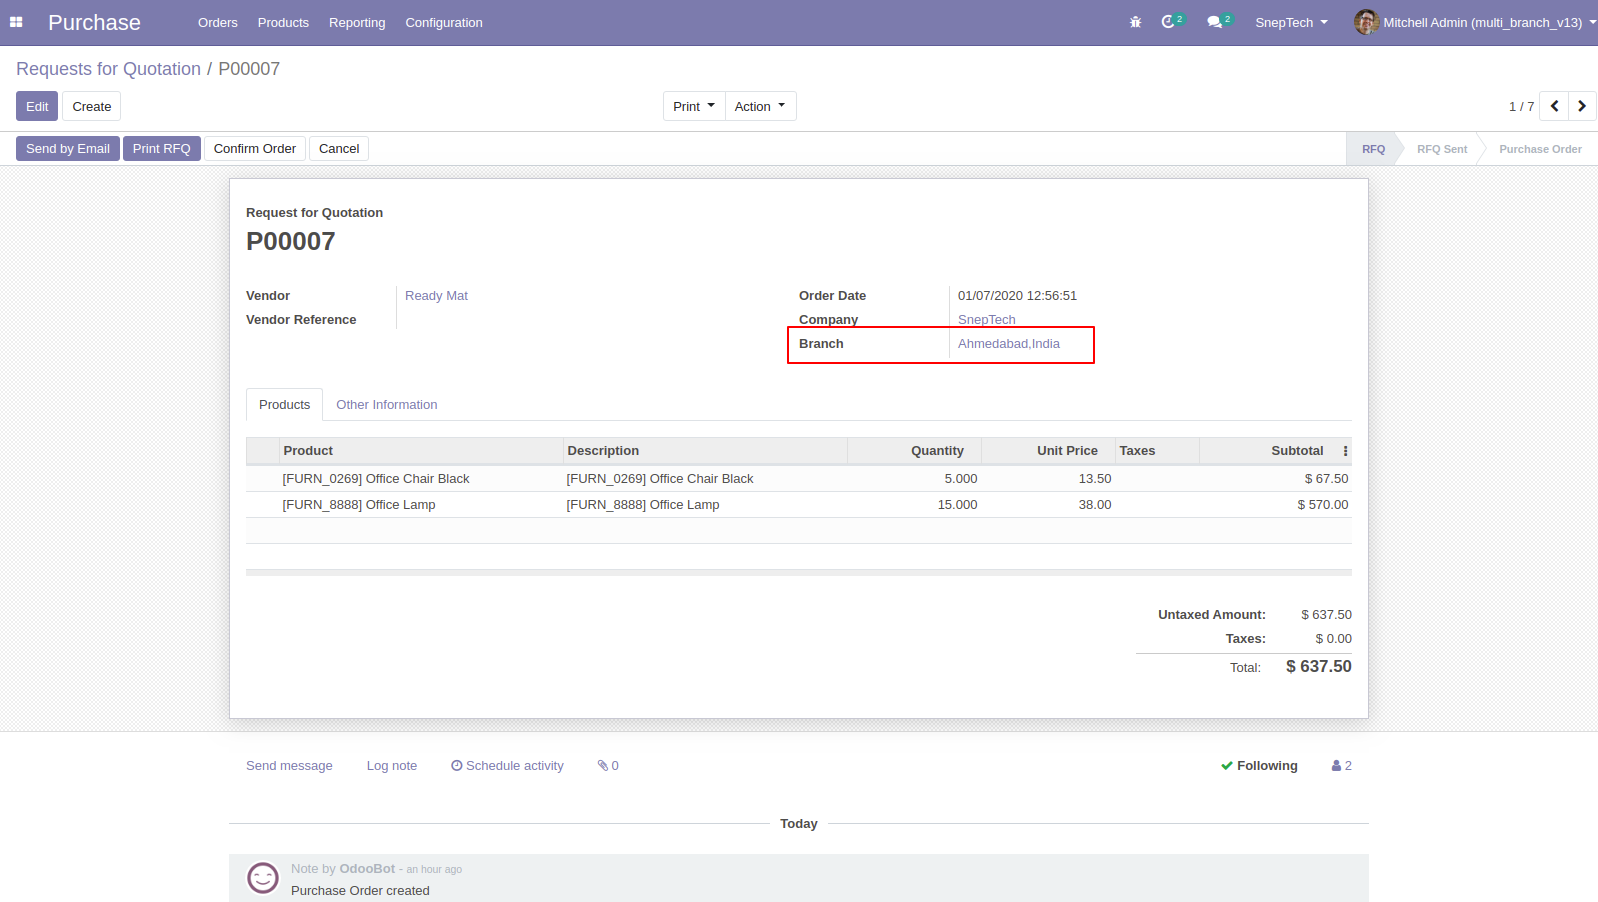 Purchase Orders Products Reporting Configuration 2 2 SnepTech Mitchell Admin (multi_branch_v13)
Requests for Quotation / P00007
Edit Create Print Action 1 / 7
Send by Email Print RFQ Confirm Order Cancel RFQ RFQ Sent Purchase Order
Request for Quotation
P00007
Vendor Ready Mat Order Date 01/07/2020 12:56:51
Vendor Reference Company SnepTech
Branch Ahmedabad,India
Products Other Information
Product Description Quantity Unit Price Taxes Subtotal
[FURN_0269] Office Chair Black [FURN_0269] Office Chair Black 5.000 13.50 $ 67.50
[FURN_8888] Office Lamp [FURN_8888] Office Lamp 15.000 38.00 $ 570.00
Untaxed Amount: $ 637.50
Taxes: $ 0.00
Total: $ 637.50
Send message Log note Schedule activity 0 Following 2
Today
Note by OdooBot - an hour ago
Purchase Order created